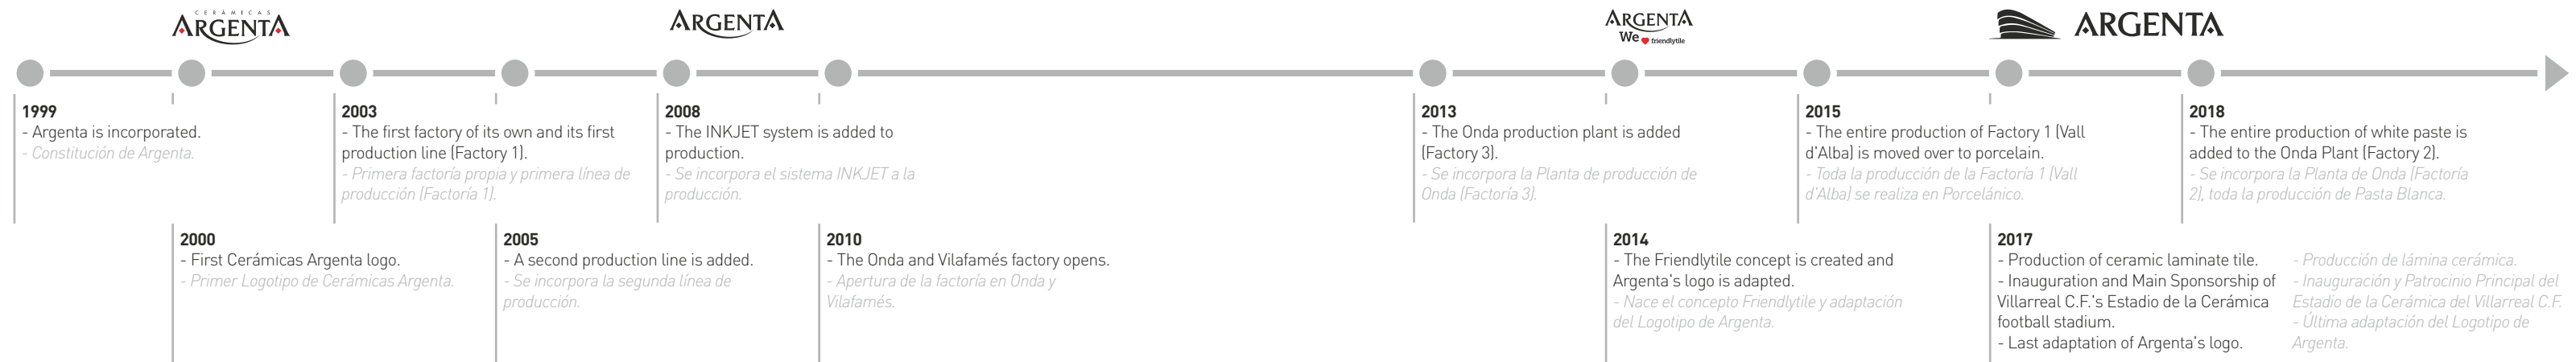 CERÁMICAS
ARGENTA
ARGENTA
ARGENTA
We friendlytile
ARGENTA
1999
- Argenta is incorporated.
- Constitución de Argenta.
2000
- First Cerámicas Argenta logo.
- Primer Logotipo de Cerámicas Argenta.
2003
- The first factory of its own and its first
production line (Factory 1).
- Primera factoría propia y primera línea de
producción (Factoría 1).
2005
- A second production line is added.
- Se incorpora la segunda línea de
producción.
2008
- The INKJET system is added to
production.
- Se incorpora el sistema INKJET a la
producción.
2010
- The Onda and Vilafamés factory opens.
- Apertura de la factoría en Onda y
Vilafamés.
2013
- The Onda production plant is added
(Factory 3).
- Se incorpora la Planta de producción de
Onda (Factoría 3).
2014
- The Friendlytile concept is created and
Argenta's logo is adapted.
- Nace el concepto Friendlytile y adaptación
del Logotipo de Argenta.
2015
- The entire production of Factory 1 (Vall
d'Alba) is moved over to porcelain.
- Toda la producción de la Factoría 1 (Vall
d'Alba) se realiza en Porcelánico.
2017
- Production of ceramic laminate tile.
- Inauguration and Main Sponsorship of
Villarreal C.F.'s Estadio de la Cerámica
football stadium.
- Last adaptation of Argenta's logo.
- Producción de lámina cerámica.
- Inauguración y Patrocinio Principal del
Estadio de la Cerámica del Villarreal C.F.
- Última adaptación del Logotipo de
Argenta.
2018
- The entire production of white paste is
added to the Onda Plant (Factory 2).
- Se incorpora la Planta de Onda (Factoría
2), toda la producción de Pasta Blanca.